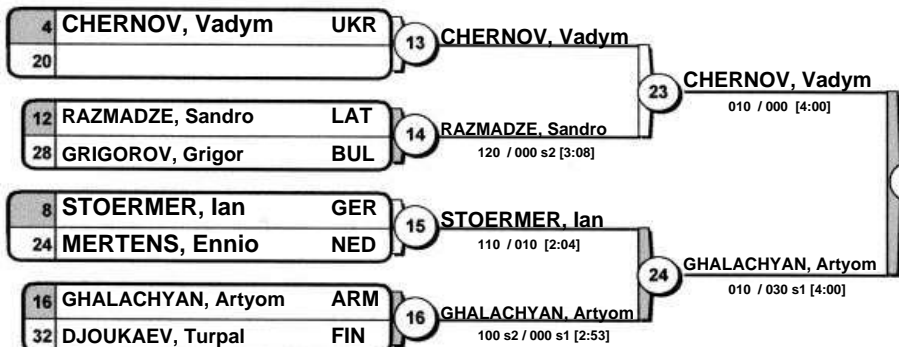 4 CHERNOV, Vadym UKR
20
13 CHERNOV, Vadym
12 RAZMADZE, Sandro LAT
28 GRIGOROV, Grigor BUL
14 RAZMADZE, Sandro
120 / 000 s2 [3:08]
23 CHERNOV, Vadym
010 / 000 [4:00]
8 STOERMER, Ian GER
24 MERTENS, Ennio NED
15 STOERMER, Ian
110 / 010 [2:04]
16 GHALACHYAN, Artyom ARM
32 DJOUKAEV, Turpal FIN
16 GHALACHYAN, Artyom
100 s2 / 000 s1 [2:53]
24 GHALACHYAN, Artyom
010 / 030 s1 [4:00]